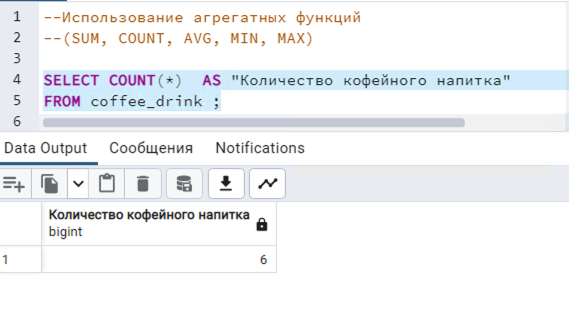 1 --Использование агрегатных функций
2 --(SUM, COUNT, AVG, MIN, MAX)
3
4 SELECT COUNT(*)  AS "Количество кофейного напитка"
5 FROM coffee_drink ;
6
Data Output Сообщения Notifications
Количество кофейного напитка
bigint
1 6